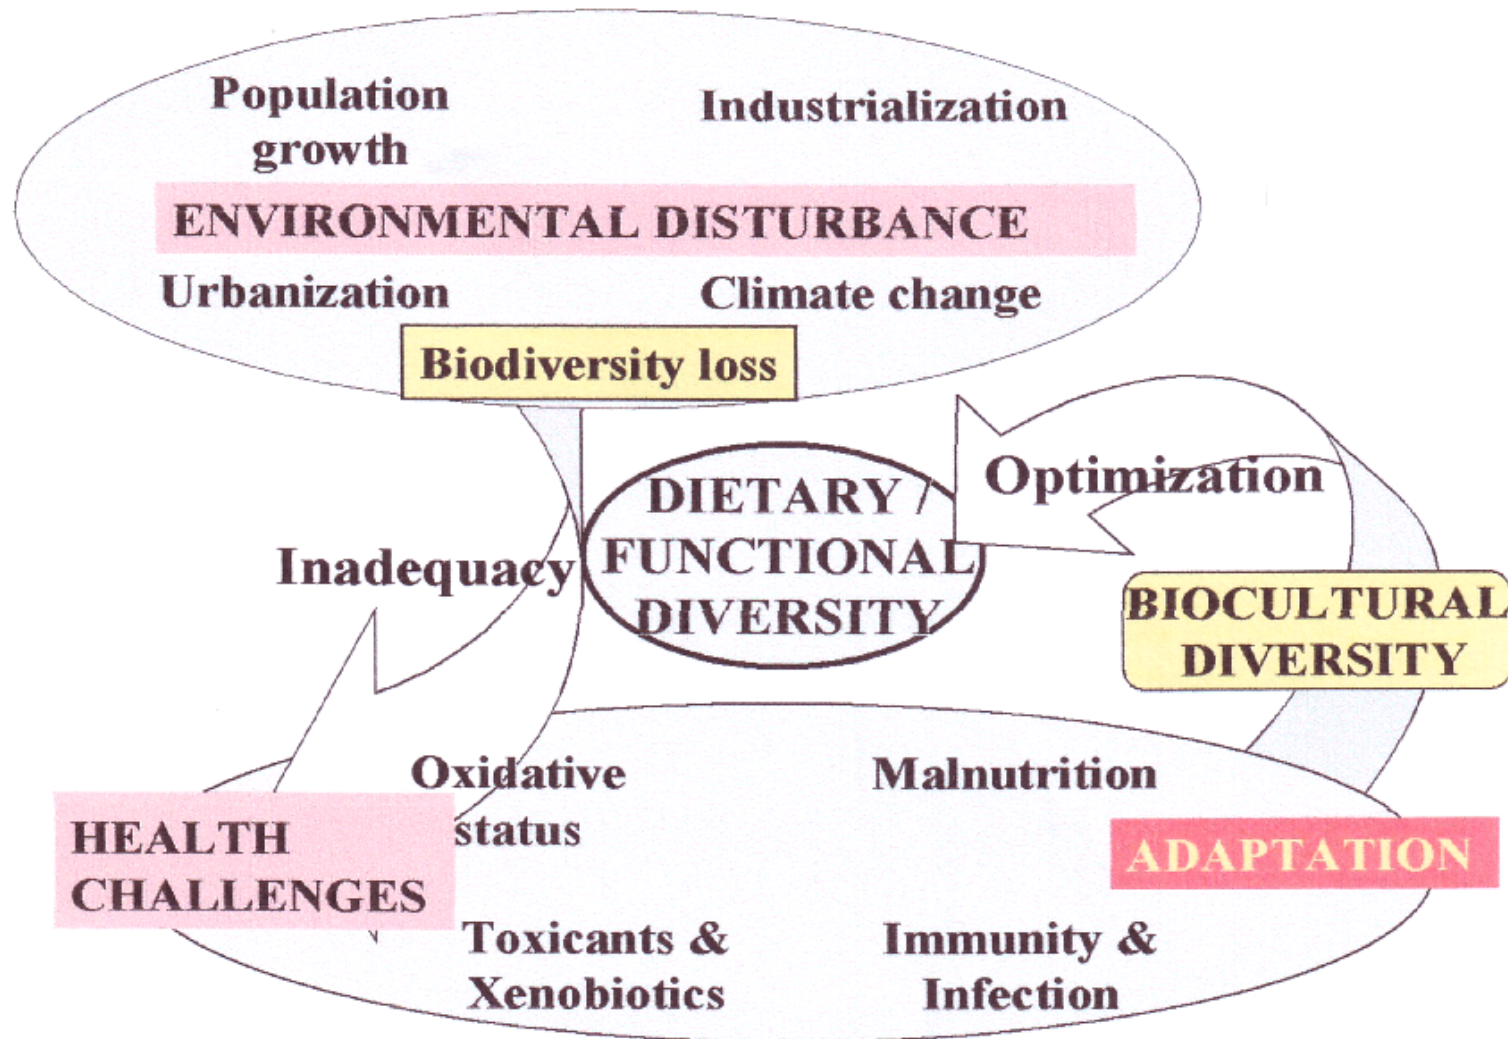 Population
growth
Industrialization
ENVIRONMENTAL DISTURBANCE
Urbanization
Climate change
Biodiversity loss
DIETARY /
FUNCTIONAL
DIVERSITY
Optimization
Inadequacy
BIOCULTURAL
DIVERSITY
Oxidative
status
Malnutrition
HEALTH
CHALLENGES
ADAPTATION
Toxicants &
Xenobiotics
Immunity &
Infection